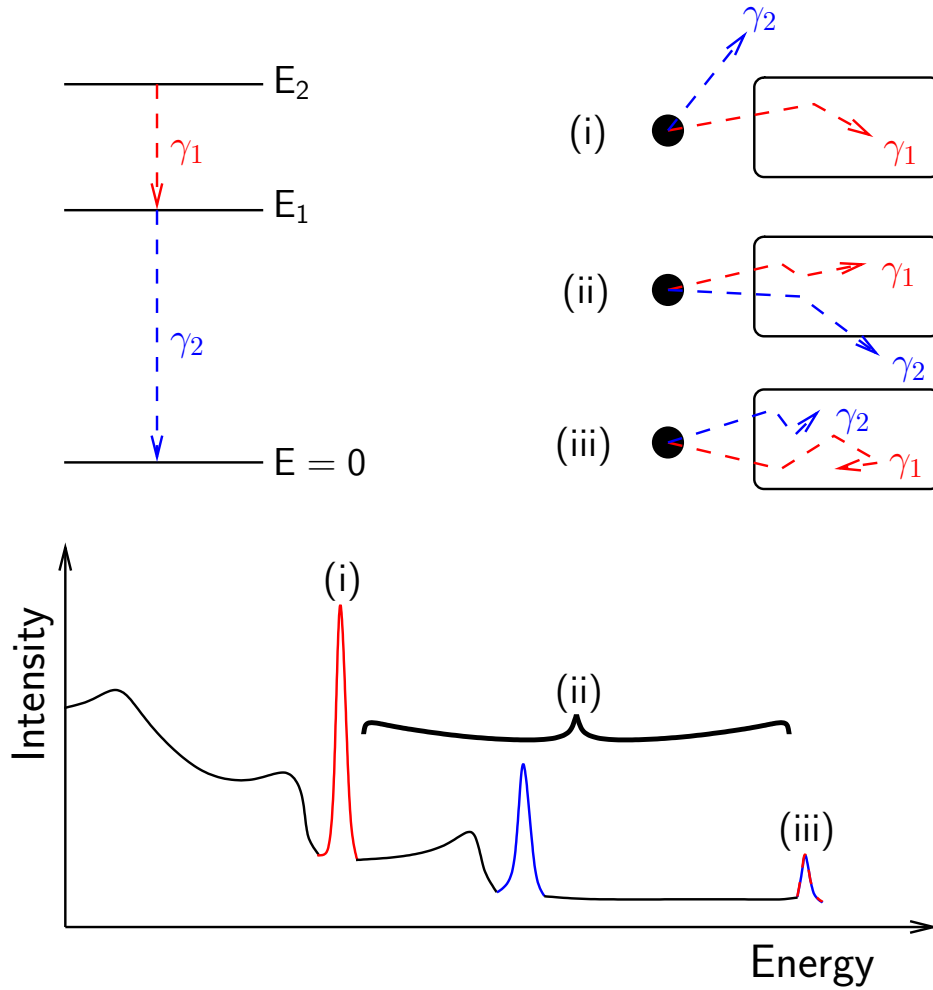 E₂
γ₁
E₁
γ₂
E = 0
(i)
γ₂
γ₁
(ii)
γ₁
γ₂
(iii)
γ₂
γ₁
Intensity
(i)
(ii)
(iii)
Energy